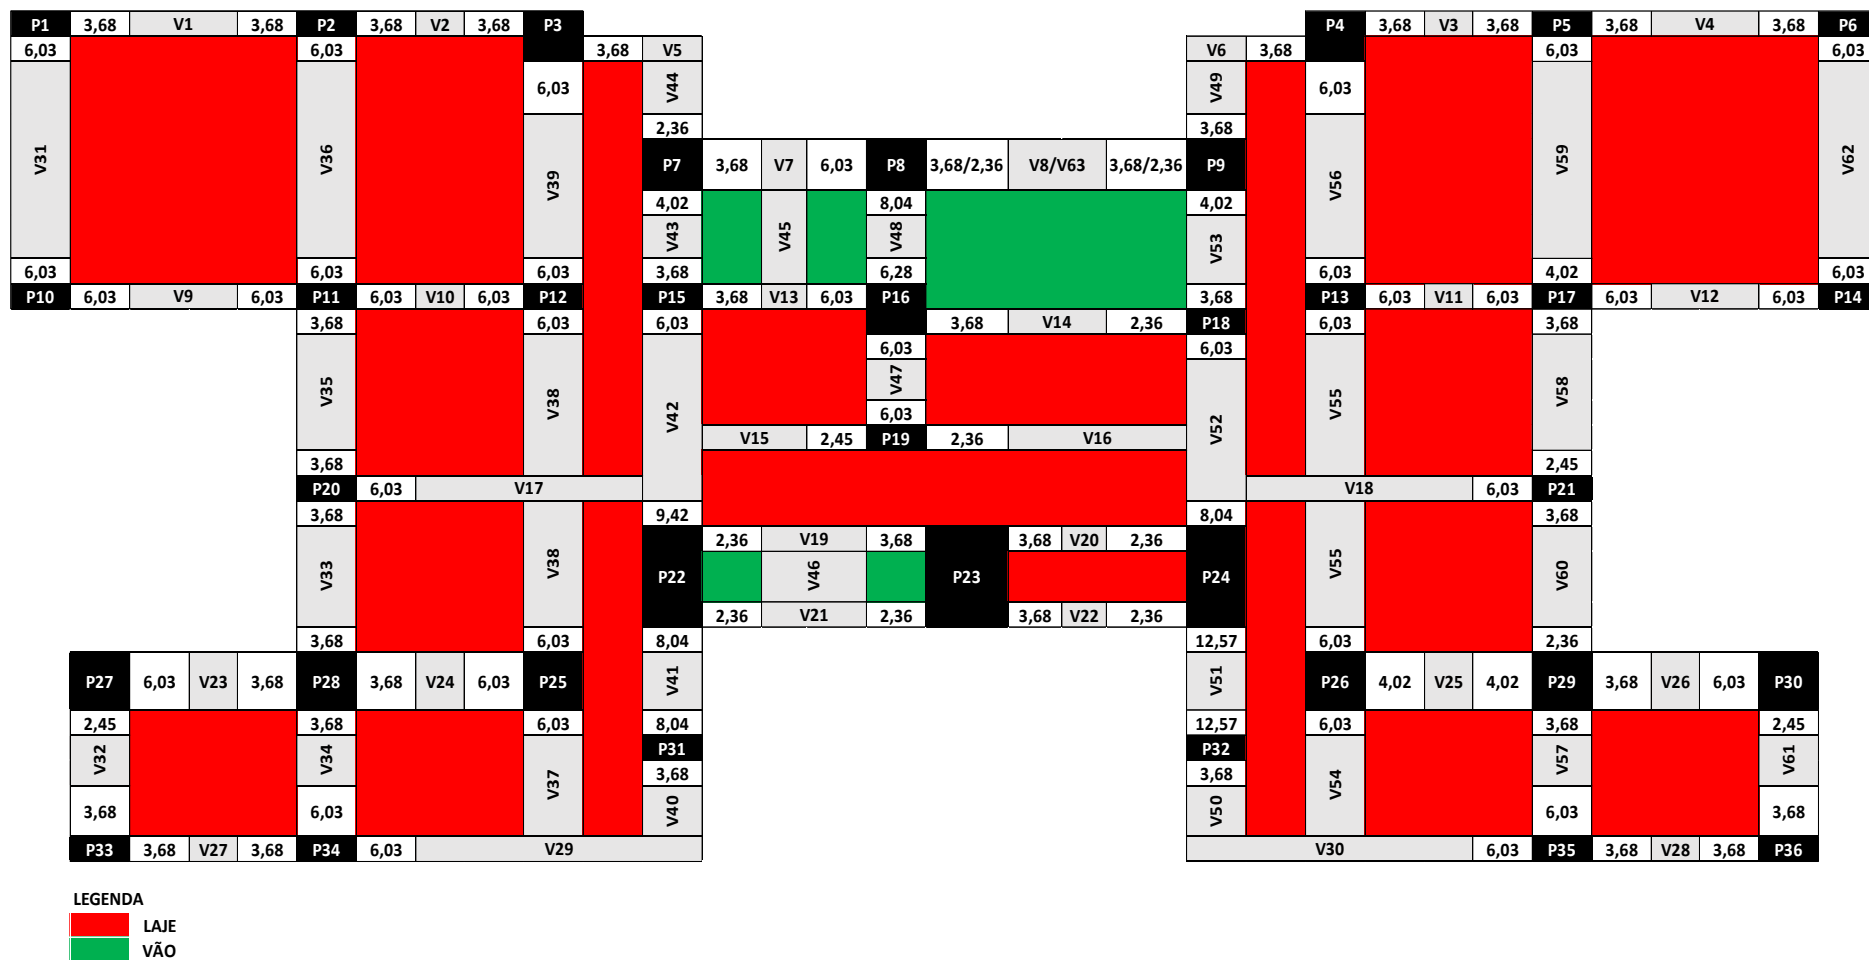 P1 3,68 V1 3,68 P2 3,68 V2 3,68 P3 P4 3,68 V3 3,68 P5 3,68 V4 3,68 P6
6,03 6,03 3,68 V5 V6 3,68 6,03 6,03
V31 V36 6,03 V44 V49 6,03 V59 V62
2,36 3,68
V39 P7 3,68 V7 6,03 P8 3,68/2,36 V8/V63 3,68/2,36 P9 V56
4,02 8,04 4,02
V43 V45 V48 V53
6,03 6,03 6,03 3,68 6,28 6,03 4,02 6,03
P10 6,03 V9 6,03 P11 6,03 V10 6,03 P12 P15 3,68 V13 6,03 P16 3,68 P13 6,03 V11 6,03 P17 6,03 V12 6,03 P14
3,68 6,03 6,03 3,68 V14 2,36 P18 6,03 3,68
6,03 6,03
V35 V38 V42 V47 V52 V55 V58
6,03
V15 2,45 P19 2,36 V16
3,68 2,45
P20 6,03 V17 V18 6,03 P21
3,68 9,42 8,04 3,68
2,36 V19 3,68 3,68 V20 2,36
V33 V38 P22 V46 P23 P24 V55 V60
2,36 V21 2,36 3,68 V22 2,36
3,68 6,03 8,04 12,57 6,03 2,36
P27 6,03 V23 3,68 P28 3,68 V24 6,03 P25 V41 V51 P26 4,02 V25 4,02 P29 3,68 V26 6,03 P30
2,45 3,68 6,03 8,04 12,57 6,03 3,68 2,45
V32 V34 P31 P32 V57 V61
3,68 3,68
3,68 6,03 V37 V40 V50 V54 6,03 3,68
P33 3,68 V27 3,68 P34 6,03 V29 V30 6,03 P35 3,68 V28 3,68 P36
LEGENDA
LAJE
VÃO